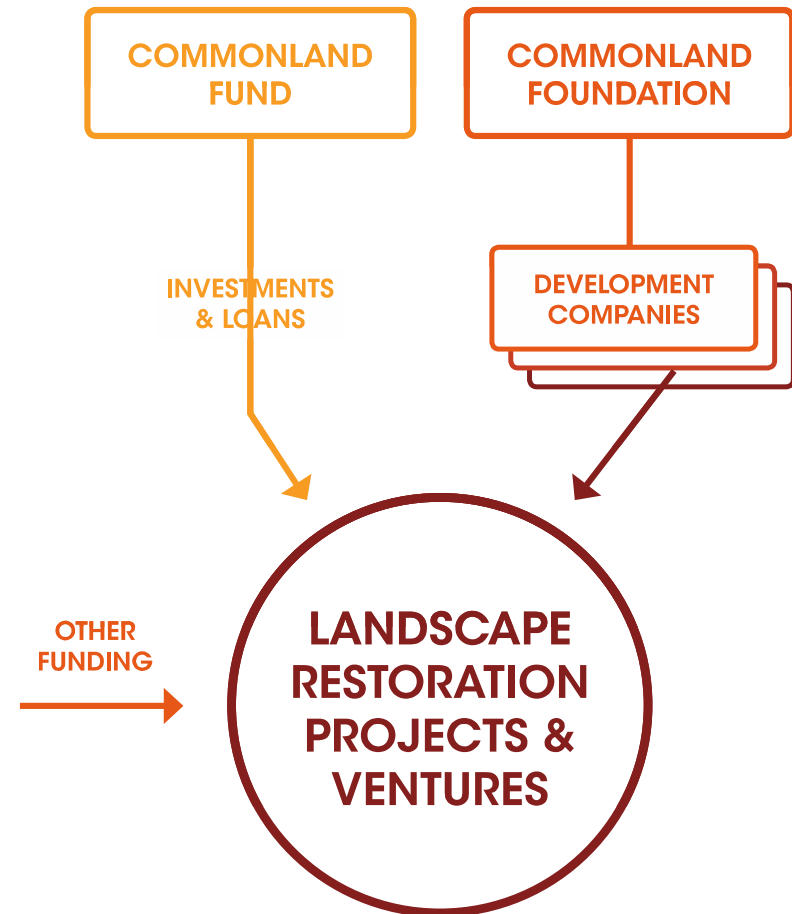 COMMONLAND
FUND
COMMONLAND
FOUNDATION
INVESTMENTS
& LOANS
DEVELOPMENT
COMPANIES
OTHER
FUNDING
LANDSCAPE
RESTORATION
PROJECTS &
VENTURES